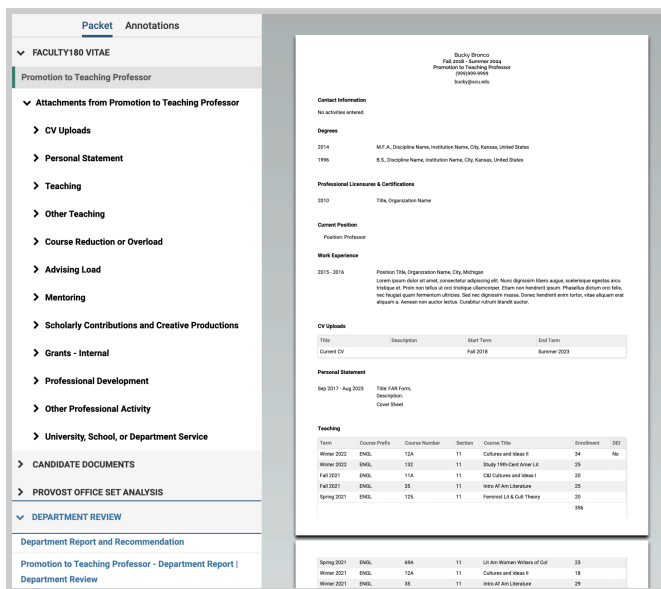 Packet Annotations
FACULTY180 VITAE
Promotion to Teaching Professor
Attachments from Promotion to Teaching Professor
CV Uploads
Personal Statement
Teaching
Other Teaching
Course Reduction or Overload
Advising Load
Mentoring
Scholarly Contributions and Creative Productions
Grants - Internal
Professional Development
Other Professional Activity
University, School, or Department Service
CANDIDATE DOCUMENTS
PROVOST OFFICE SET ANALYSIS
DEPARTMENT REVIEW
Department Report and Recommendation
Promotion to Teaching Professor - Department Report |
Department Review
Bucky Bronco
Fall 2018 - Summer 2024
Promotion to Teaching Professor
(999)999-9999
bucky@scu.edu
Contact Information
No activities entered.
Degrees
2014 M.F.A., Discipline Name, Institution Name, City, Kansas, United States
1996 B.S., Discipline Name, Institution Name, City, Kansas, United States
Professional Licensures & Certifications
2010 Title, Organization Name
Current Position
Position: Professor
Work Experience
2015 - 2016 Position Title, Organization Name, City, Michigan
Lorem ipsum dolor sit amet, consectetur adipiscing elit. Nunc dignissim libero augue, scelerisque egestas arcu
tristique et. Proin non tellus ut orci tristique ullamcorper. Etiam non hendrerit ipsum. Phasellus dictum orci felis,
nec feugiat quam fermentum ultricies. Sed nec dignissim massa. Donec hendrerit enim tortor, vitae aliquam erat
aliquam a. Aenean non auctor lectus. Curabitur rutrum blandit auctor.
CV Uploads
Title Description Start Term End Term
Current CV Fall 2018 Summer 2023
Personal Statement
Sep 2017 - Aug 2023 Title: FAR Form,
Description:
Cover Sheet
Teaching
Term Course Prefix Course Number Section Course Title Enrollment DEI
Winter 2022 ENGL 12A 11 Cultures and Ideas II 34 No
Winter 2022 ENGL 132 11 Study 19th-Cent Amer Lit 25
Fall 2021 ENGL 11A 11 C&I Cultures and Ideas I 20
Fall 2021 ENGL 35 11 Intro Af Am Literature 25
Spring 2021 ENGL 125 11 Feminist Lit & Cult Theory 20
356
Spring 2021 ENGL 69A 11 Lit Am Women Writers of Col 23
Winter 2021 ENGL 12A 11 Cultures and Ideas II 18
Winter 2021 ENGL 35 11 Intro Af Am Literature 29